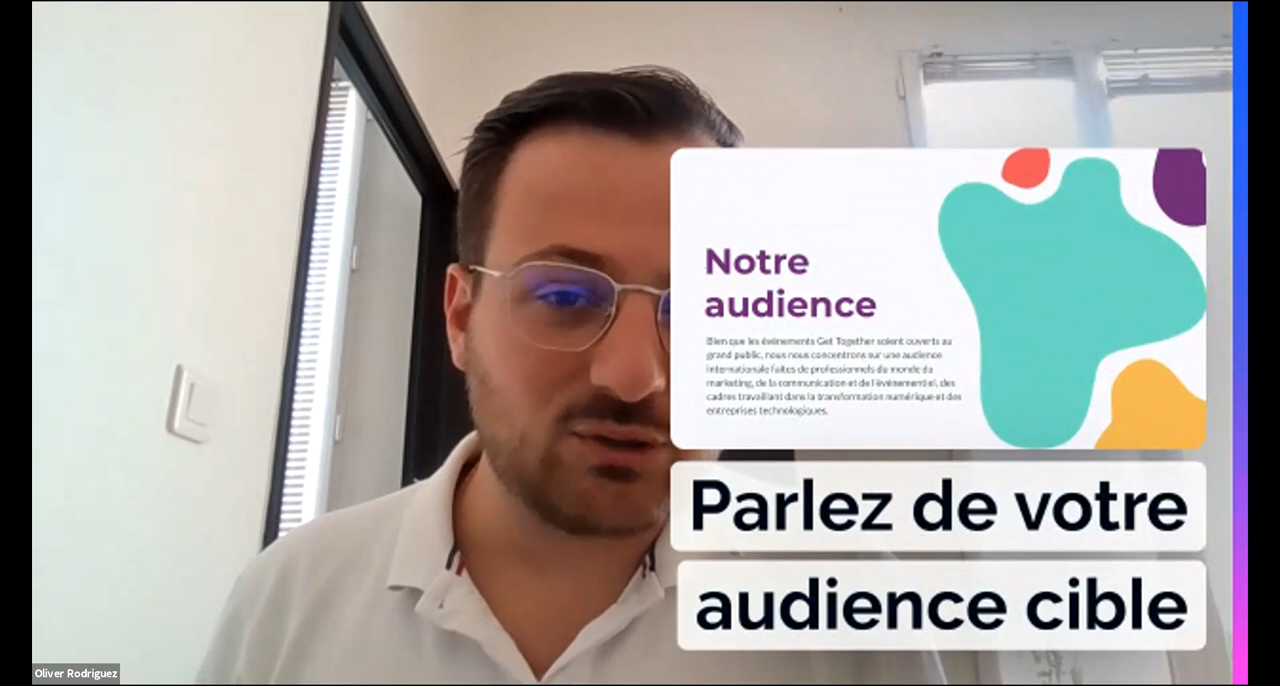 Notre
audience
Bien que les événements Get Together soient ouverts au
grand public, nous nous concentrons sur une audience
internationale faites de professionnels du monde du
marketing, de la communication et de l'événementiel, des
cadres travaillant dans la transformation numérique et des
entreprises technologiques.
Parlez de votre
audience cible
Oliver Rodriguez